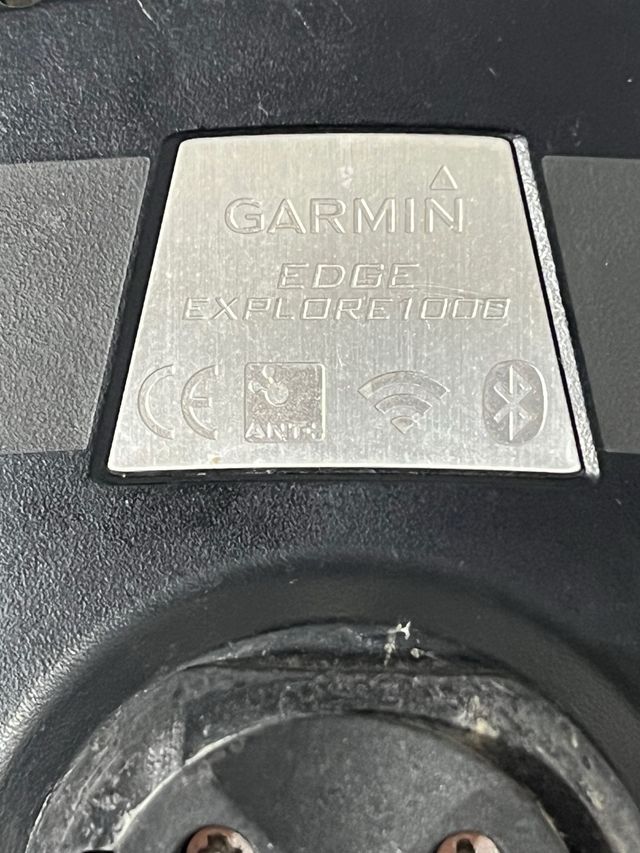 GARMIN
EDGE
EXPLORE1000
CE ANT+